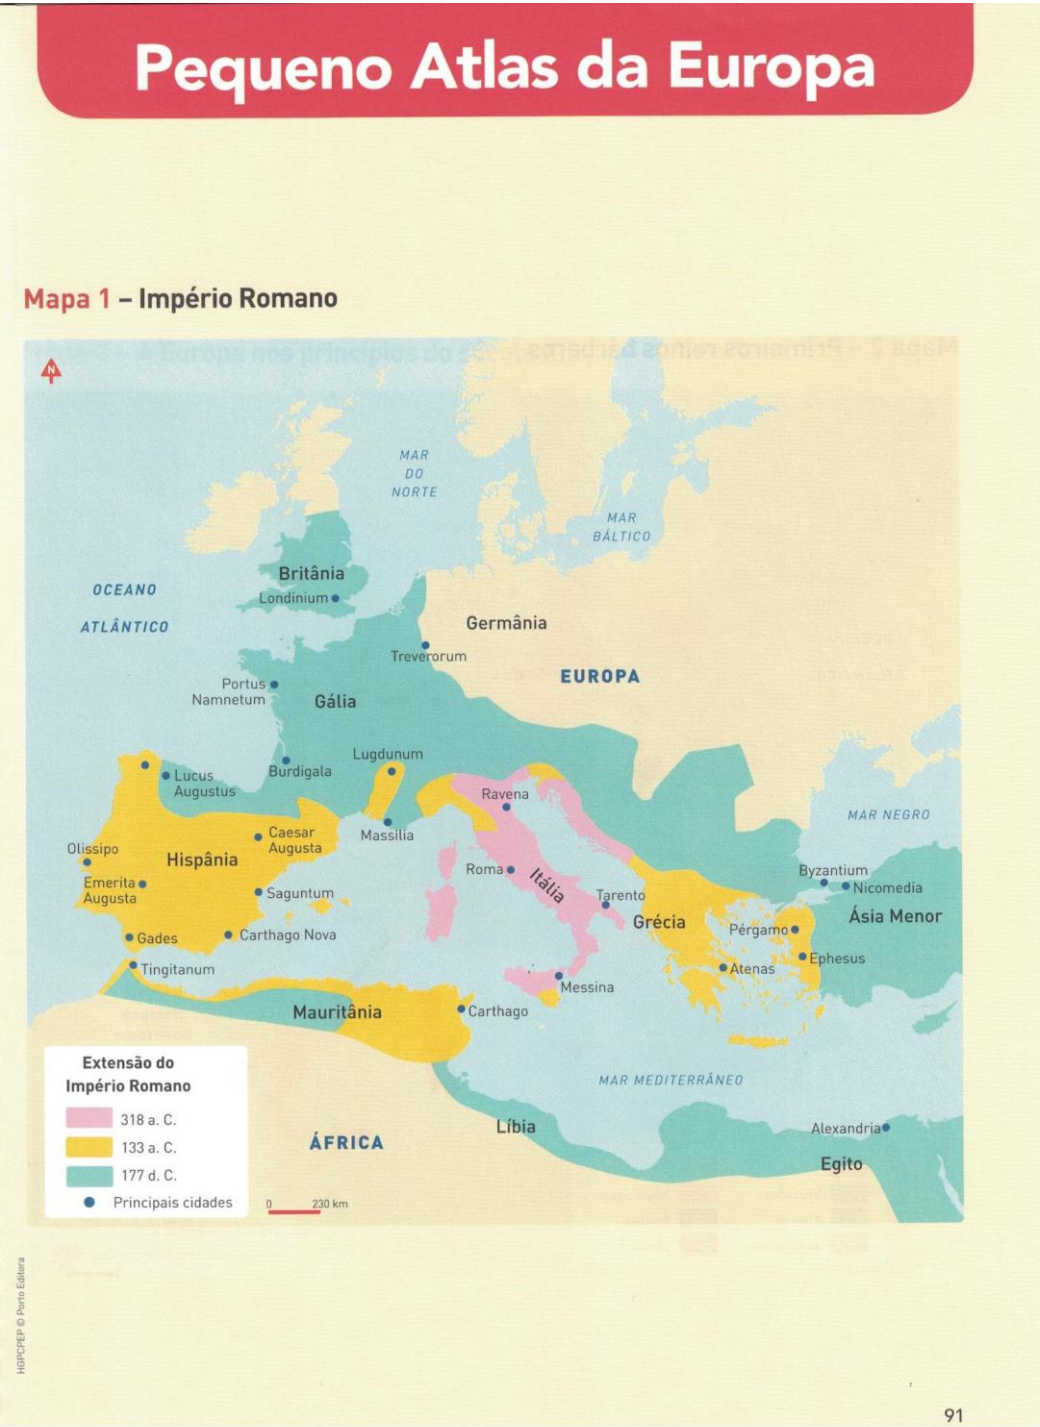 Pequeno Atlas da Europa
Mapa 1 – Império Romano
N
MAR
DO
NORTE
MAR
BÁLTICO
OCEANO
ATLÂNTICO
Britânia
Londinium
Germânia
Treverorum
EUROPA
Portus
Namnetum
Gália
Lugdunum
Burdigala
Lucus
Augustus
Ravena
MAR NEGRO
Massilia
Caesar
Augusta
Olissipo
Hispânia
Roma
Itália
Byzantium
Nicomedia
Emerita
Augusta
Saguntum
Tarento
Grécia
Ásia Menor
Pérgamo
Gades
Carthago Nova
Ephesus
Atenas
Tingitanum
Messina
Mauritânia
Carthago
MAR MEDITERRÂNEO
Líbia
Alexandria
ÁFRICA
Egito
Extensão do
Império Romano
318 a. C.
133 a. C.
177 d. C.
Principais cidades
0 230 km
HGPCPEP © Porto Editora
91